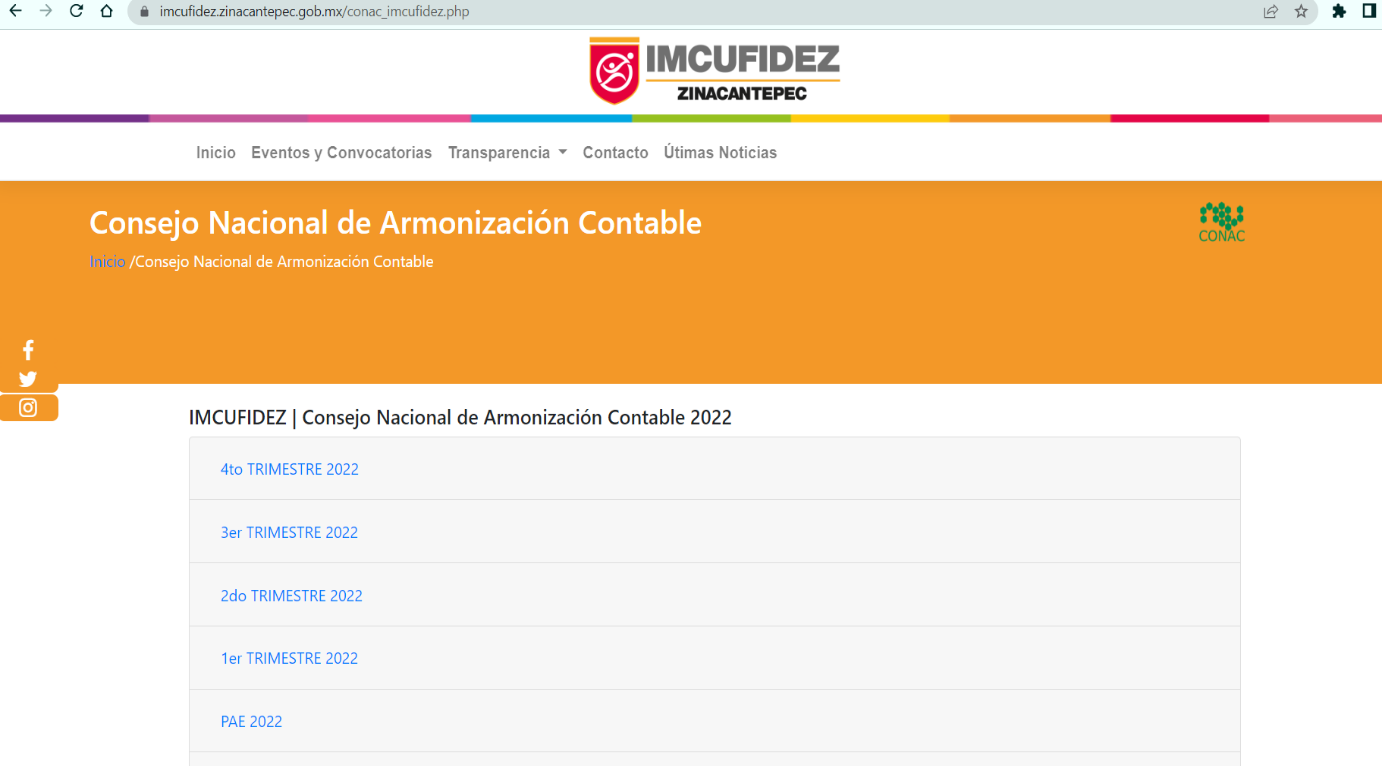 imcufidez.zinacantepec.gob.mx/conac_imcufidez.php
IMCUFIDEZ
ZINACANTEPEC
Inicio Eventos y Convocatorias Transparencia Contacto Útimas Noticias
Consejo Nacional de Armonización Contable
CONAC
Inicio /Consejo Nacional de Armonización Contable
IMCUFIDEZ | Consejo Nacional de Armonización Contable 2022
4to TRIMESTRE 2022
3er TRIMESTRE 2022
2do TRIMESTRE 2022
1er TRIMESTRE 2022
PAE 2022